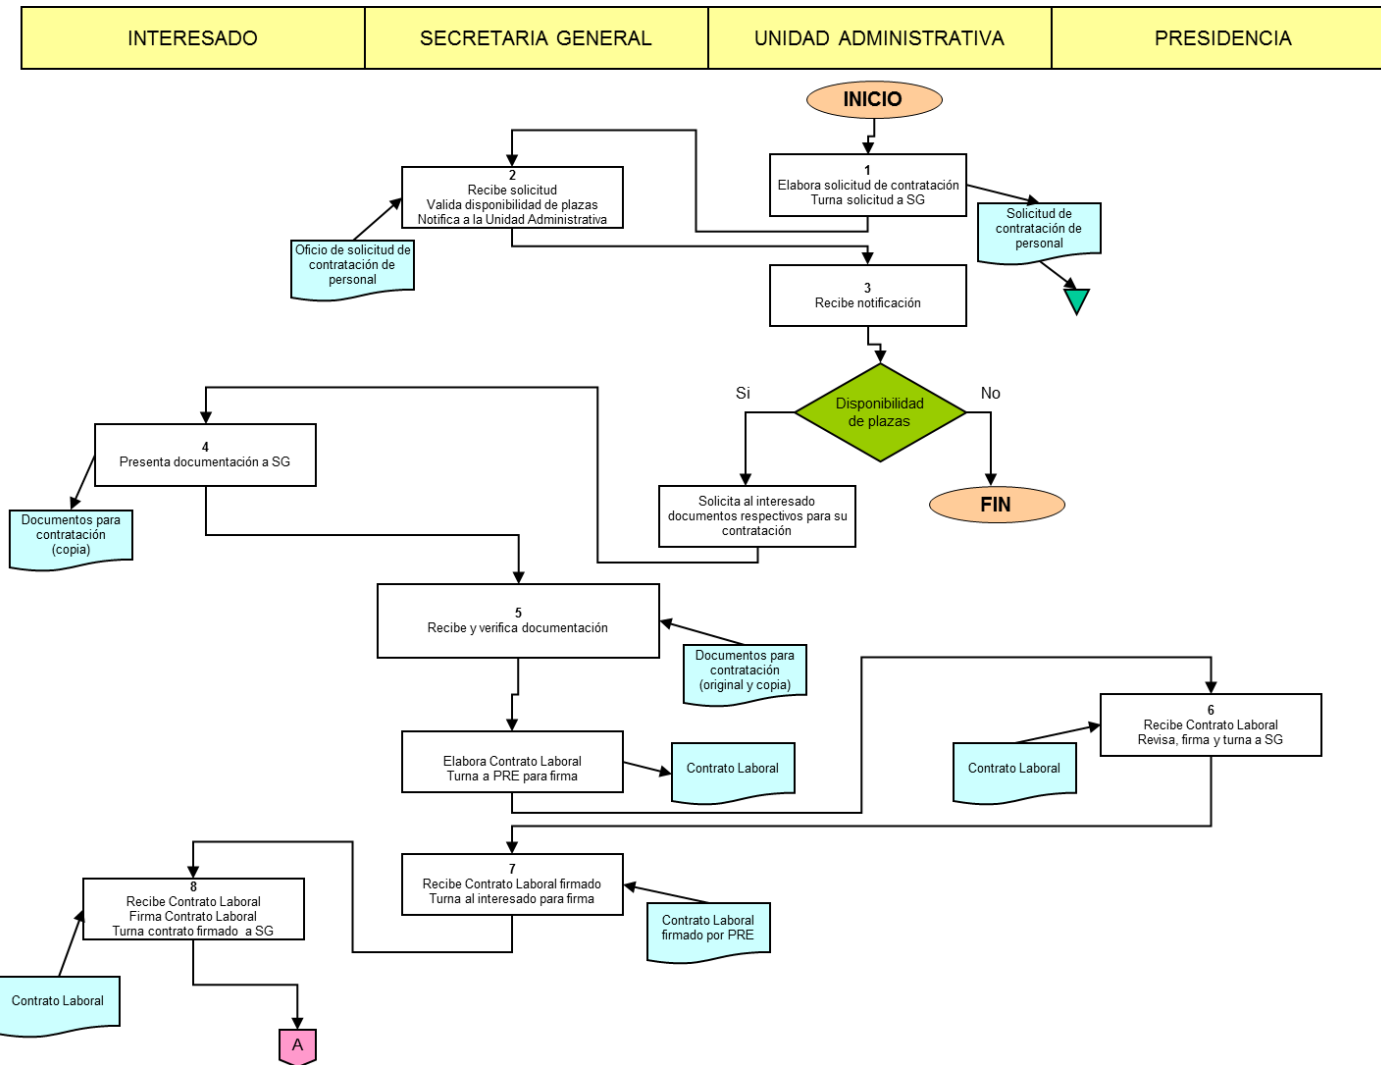 INTERESADO
SECRETARIA GENERAL
UNIDAD ADMINISTRATIVA
PRESIDENCIA
INICIO
1
Elabora solicitud de contratación
Turna solicitud a SG
2
Recibe solicitud
Valida disponibilidad de plazas
Notifica a la Unidad Administrativa
Solicitud de
contratación de
personal
Oficio de solicitud de
contratación de
personal
3
Recibe notificación
Disponibilidad
de plazas
Si
No
FIN
Solicita al interesado
documentos respectivos para su
contratación
4
Presenta documentación a SG
Documentos para
contratación
(copia)
5
Recibe y verifica documentación
Documentos para
contratación
(original y copia)
Elabora Contrato Laboral
Turna a PRE para firma
Contrato Laboral
6
Recibe Contrato Laboral
Revisa, firma y turna a SG
Contrato Laboral
7
Recibe Contrato Laboral firmado
Turna al interesado para firma
Contrato Laboral
firmado por PRE
8
Recibe Contrato Laboral
Firma Contrato Laboral
Turna contrato firmado  a SG
Contrato Laboral
A